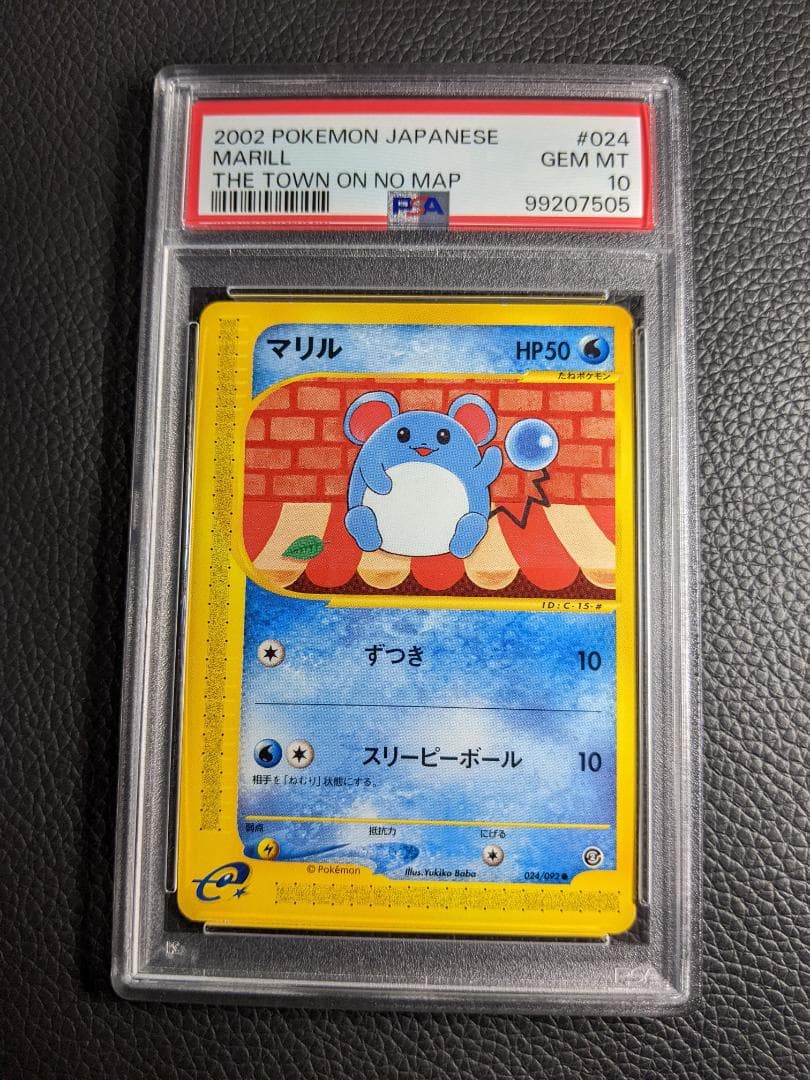 2002 POKEMON JAPANESE #024
MARILL GEM MT
THE TOWN ON NO MAP 10
PSA 99207505
マリル HP50
たねポケモン
ID:C-15-#
ずつき 10
スリーピーボール 10
相手を「ねむり」状態にする。
弱点 抵抗力 にげる
e
©Pokémon Illus.Yukiko Baba 024/092